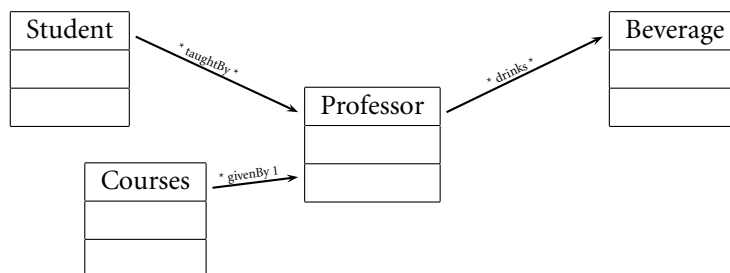 Student
Beverage
* taughtBy *
* drinks *
Professor
Courses
* givenBy 1